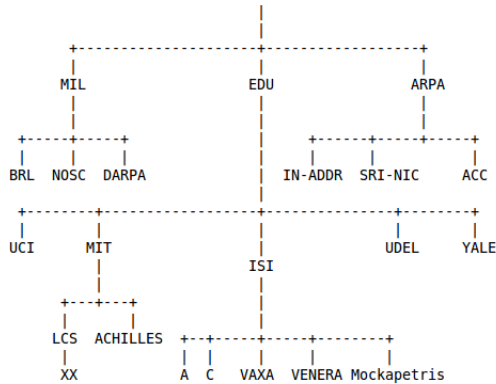 MIL EDU ARPA
BRL NOSC DARPA IN-ADDR SRI-NIC ACC
UCI MIT UDEL YALE
ISI
LCS ACHILLES
XX A C VAXA VENERA Mockapetris